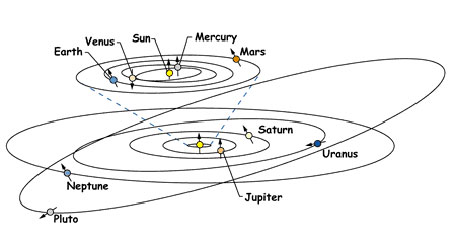 Sun
Mercury
Venus
Earth
Mars
Saturn
Uranus
Neptune
Jupiter
Pluto